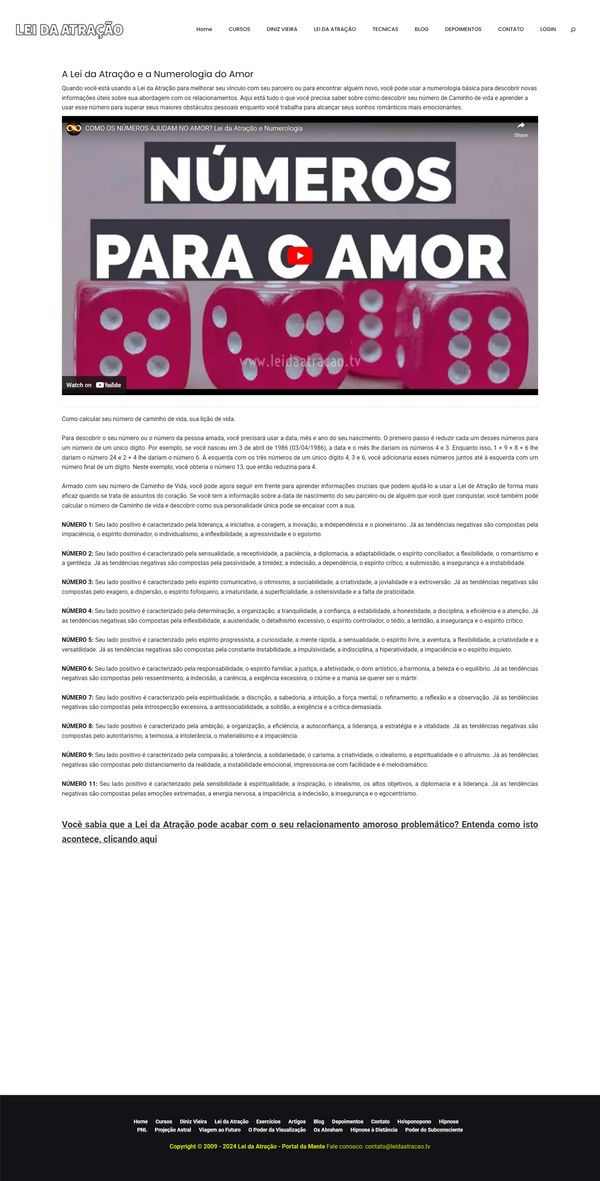 LEI DA ATRAÇÃO
Home CURSOS DINIZ VIEIRA LEI DA ATRAÇÃO TECNICAS BLOG DEPOIMENTOS CONTATO LOGIN
A Lei da Atração e a Numerologia do Amor
Quando você está usando a Lei da Atração para melhorar seu vínculo com seu parceiro ou para encontrar alguém novo, você pode usar a numerologia básica para descobrir novas
informações úteis sobre sua abordagem com os relacionamentos. Aqui está tudo o que você precisa saber sobre como descobrir seu número de Caminho de vida e aprender a
usar esse número para superar seus maiores obstáculos pessoais enquanto você trabalha para alcançar seus sonhos românticos mais emocionantes.
COMO OS NÚMEROS AJUDAM NO AMOR? Lei da Atração e Numerologia
Share
NÚMEROS
PARA O AMOR
www.leidaatracao.tv
Watch on YouTube
Como calcular seu número de caminho de vida, sua lição de vida.
Para descobrir o seu número ou o número da pessoa amada, você precisará usar a data, mês e ano do seu nascimento. O primeiro passo é reduzir cada um desses números para
um número de um único dígito. Por exemplo, se você nasceu em 3 de abril de 1986 (03/04/1986), a data e o mês lhe dariam os números 4 e 3. Enquanto isso, 1 + 9 + 8 + 6 lhe
dariam o número 24 e 2 + 4 lhe dariam o número 6. À esquerda com os três números de um único dígito 4, 3 e 6, você adicionaria esses números juntos até à esquerda com um
número final de um dígito. Neste exemplo, você obteria o número 13, que então reduziria para 4.
Armado com seu número de Caminho de Vida, você pode agora seguir em frente para aprender informações cruciais que podem ajudá-lo a usar a Lei de Atração de forma mais
eficaz quando se trata de assuntos do coração. Se você tem a informação sobre a data de nascimento do seu parceiro ou de alguém que você quer conquistar, você também pode
calcular o número de Caminho de vida e descobrir como sua personalidade única pode se encaixar com a sua.
NÚMERO 1: Seu lado positivo é caracterizado pela liderança, a iniciativa, a coragem, a inovação, a independência e o pioneirismo. Já as tendências negativas são compostas pela
impaciência, o espírito dominador, o individualismo, a inflexibilidade, a agressividade e o egoísmo.
NÚMERO 2: Seu lado positivo é caracterizado pela sensualidade, a receptividade, a paciência, a diplomacia, a adaptabilidade, o espírito conciliador, a flexibilidade, o romantismo e
a gentileza. Já as tendências negativas são compostas pela passividade, a timidez, a indecisão, a dependência, o espírito crítico, a submissão, a insegurança e a instabilidade.
NÚMERO 3: Seu lado positivo é caracterizado pelo espírito comunicativo, o otimismo, a sociabilidade, a criatividade, a jovialidade e a extroversão. Já as tendências negativas são
compostas pelo exagero, a dispersão, o espírito fofoqueiro, a imaturidade, a superficialidade, a ostensividade e a falta de praticidade.
NÚMERO 4: Seu lado positivo é caracterizado pela determinação, a organização, a tranquilidade, a confiança, a estabilidade, a honestidade, a disciplina, a eficiência e a atenção. Já
as tendências negativas são compostas pela inflexibilidade, a austeridade, o detalhismo excessivo, o espírito controlador, o tédio, a lentidão, a insegurança e o espírito crítico.
NÚMERO 5: Seu lado positivo é caracterizado pelo espírito progressista, a curiosidade, a mente rápida, a sensualidade, o espírito livre, a aventura, a flexibilidade, a criatividade e a
versatilidade. Já as tendências negativas são compostas pela constante instabilidade, a impulsividade, a indisciplina, a hiperatividade, a impaciência e o espírito inquieto.
NÚMERO 6: Seu lado positivo é caracterizado pela responsabilidade, o espírito familiar, a justiça, a afetividade, o dom artístico, a harmonia, a beleza e o equilíbrio. Já as tendências
negativas são compostas pelo ressentimento, a indecisão, a carência, a exigência excessiva, o ciúme e a mania se querer ser o mártir.
NÚMERO 7: Seu lado positivo é caracterizado pela espiritualidade, a discrição, a sabedoria, a intuição, a força mental, o refinamento, a reflexão e a observação. Já as tendências
negativas são compostas pela introspecção excessiva, a antissociabilidade, a solidão, a exigência e a crítica demasiada.
NÚMERO 8: Seu lado positivo é caracterizado pela ambição, a organização, a eficiência, a autoconfiança, a liderança, a estratégia e a vitalidade. Já as tendências negativas são
compostas pelo autoritarismo, a teimosia, a intolerância, o materialismo e a impaciência.
NÚMERO 9: Seu lado positivo é caracterizado pela compaixão, a tolerância, a solidariedade, o carisma, a criatividade, o idealismo, a espiritualidade e o altruísmo. Já as tendências
negativas são compostas pelo distanciamento da realidade, a instabilidade emocional, impressiona-se com facilidade e é melodramático.
NÚMERO 11: Seu lado positivo é caracterizado pela sensibilidade à espiritualidade, a inspiração, o idealismo, os altos objetivos, a diplomacia e a liderança. Já as tendências
negativas são compostas pelas emoções extremadas, a energia nervosa, a impaciência, a indecisão, a insegurança e o egocentrismo.
Você sabia que a Lei da Atração pode acabar com o seu relacionamento amoroso problemático? Entenda como isto
acontece, clicando aqui
Home Cursos Diniz Vieira Lei da Atração Exercícios Artigos Blog Depoimentos Contato Ho'oponopono Hipnose
PNL Projeção Astral Viagem ao Futuro O Poder da Visualização Os Abraham Hipnose à Distância Poder do Subconsciente
Copyright © 2009 - 2024 Lei da Atração - Portal da Mente Fale conosco: contato@leidaatracao.tv